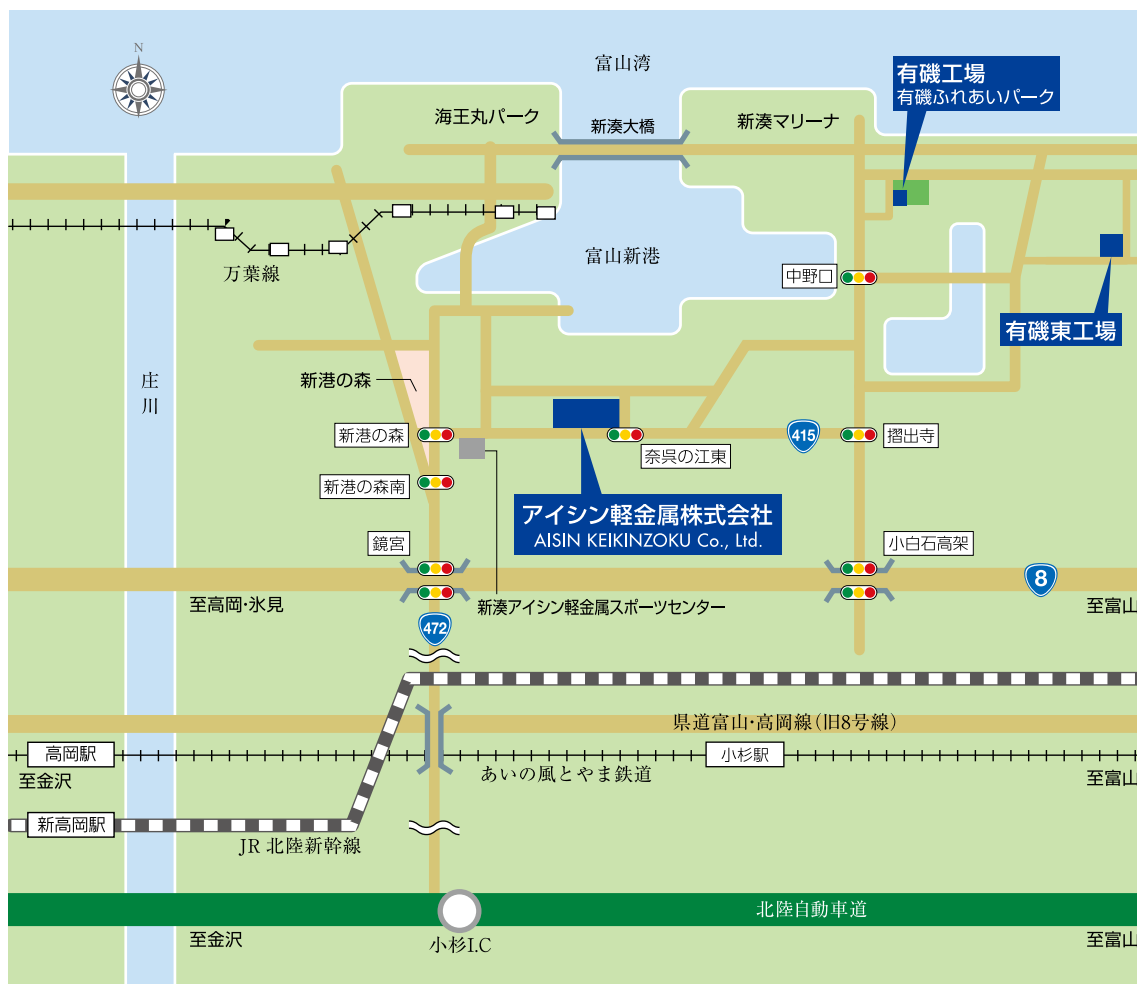 N
富山湾
有磯工場
有磯ふれあいパーク
海王丸パーク
新湊大橋
新湊マリーナ
万葉線
富山新港
中野口
有磯東工場
庄川
新港の森
新港の森
奈呉の江東
415
摺出寺
新港の森南
アイシン軽金属株式会社
AISIN KEIKINZOKU Co., Ltd.
鏡宮
小白石高架
8
至高岡・氷見
新湊アイシン軽金属スポーツセンター
至富山
472
県道富山・高岡線(旧8号線)
高岡駅
小杉駅
至金沢
あいの風とやま鉄道
至富山
新高岡駅
JR 北陸新幹線
北陸自動車道
至金沢
小杉I.C
至富山